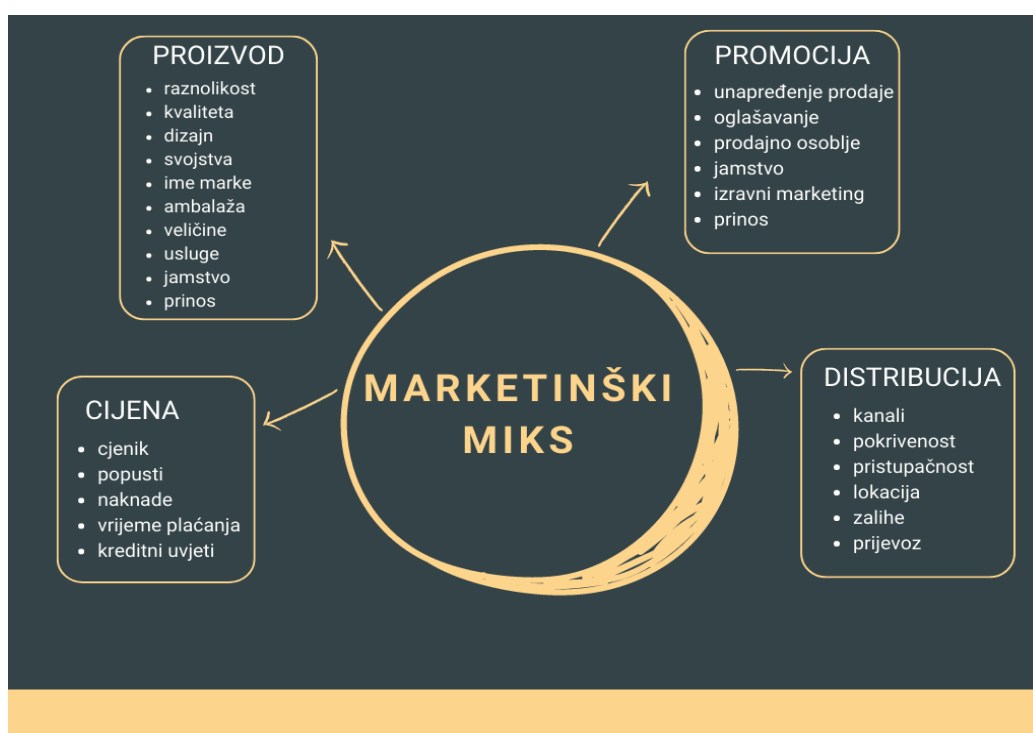 PROIZVOD
• raznolikost
• kvaliteta
• dizajn
• svojstva
• ime marke
• ambalaža
• veličine
• usluge
• jamstvo
• prinos
PROMOCIJA
• unapređenje prodaje
• oglašavanje
• prodajno osoblje
• jamstvo
• izravni marketing
• prinos
MARKETINŠKI
MIKS
CIJENA
• cjenik
• popusti
• naknade
• vrijeme plaćanja
• kreditni uvjeti
DISTRIBUCIJA
• kanali
• pokrivenost
• pristupačnost
• lokacija
• zalihe
• prijevoz